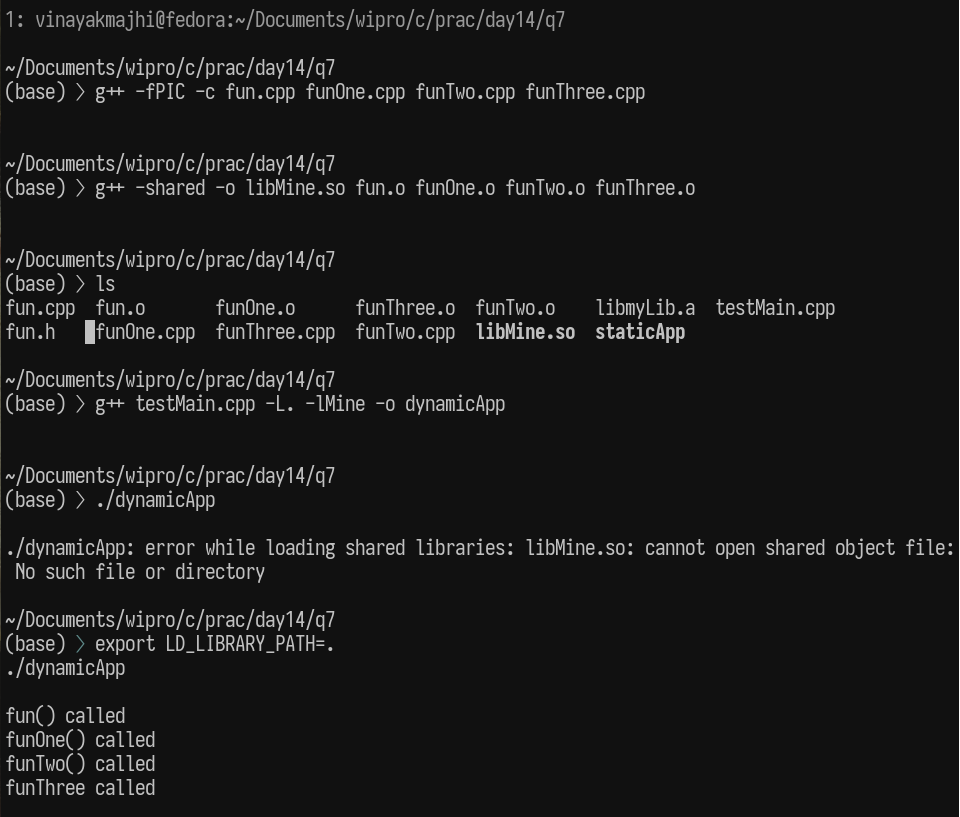 1: vinayakmajhi@fedora:~/Documents/wipro/c/prac/day14/q7
~/Documents/wipro/c/prac/day14/q7
(base) > g++ -fPIC -c fun.cpp funOne.cpp funTwo.cpp funThree.cpp
~/Documents/wipro/c/prac/day14/q7
(base) > g++ -shared -o libMine.so fun.o funOne.o funTwo.o funThree.o
~/Documents/wipro/c/prac/day14/q7
(base) > ls
fun.cpp  fun.o       funOne.o      funThree.o  funTwo.o    libmyLib.a  testMain.cpp
fun.h    funOne.cpp  funThree.cpp  funTwo.cpp  libMine.so  staticApp
~/Documents/wipro/c/prac/day14/q7
(base) > g++ testMain.cpp -L. -lMine -o dynamicApp
~/Documents/wipro/c/prac/day14/q7
(base) > ./dynamicApp
./dynamicApp: error while loading shared libraries: libMine.so: cannot open shared object file:
No such file or directory
~/Documents/wipro/c/prac/day14/q7
(base) > export LD_LIBRARY_PATH=.
./dynamicApp
fun() called
funOne() called
funTwo() called
funThree called